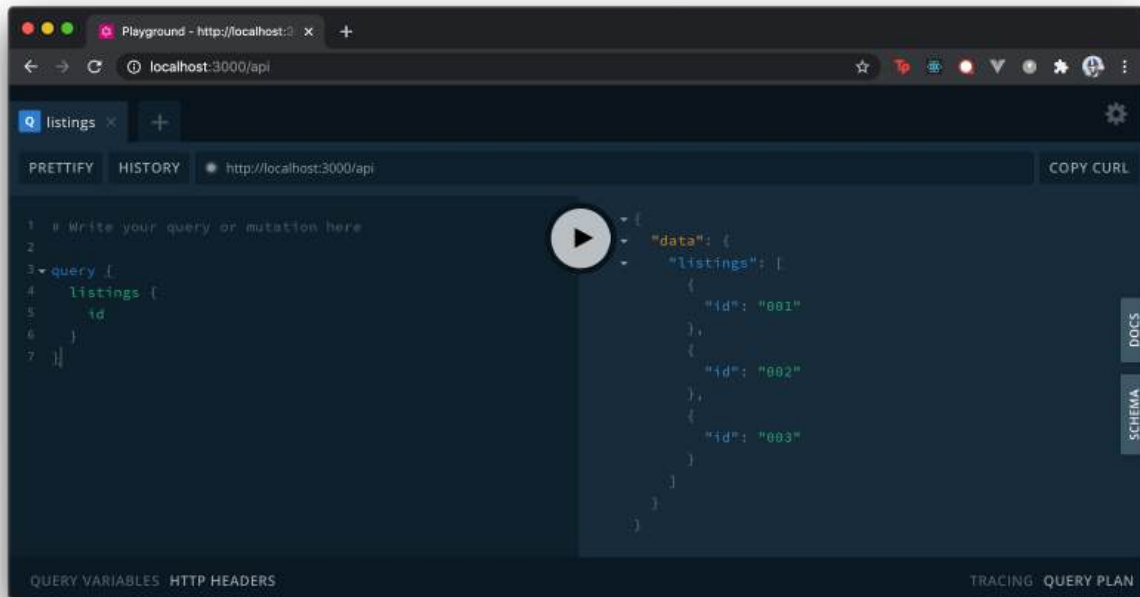 Playground - http://localhost:3
localhost:3000/api
Q listings
PRETTIFY HISTORY http://localhost:3000/api COPY CURL
1 # Write your query or mutation here
2
3 query {
4 listings {
5 id
6 }
7 }
{
"data": {
"listings": [
{
"id": "001"
},
{
"id": "002"
},
{
"id": "003"
}
]
}
}
DOCS
SCHEMA
QUERY VARIABLES HTTP HEADERS
TRACING QUERY PLAN